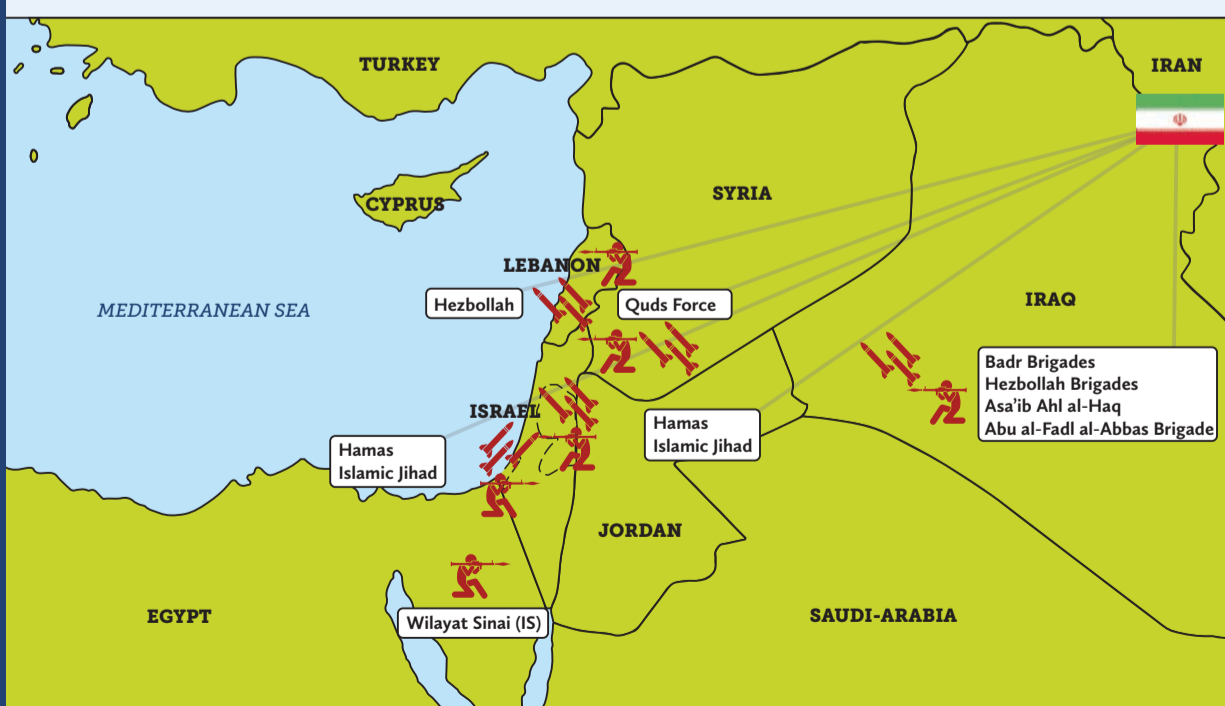 TURKEY
IRAN
SYRIA
CYPRUS
LEBANON
MEDITERRANEAN SEA
Hezbollah
Quds Force
IRAQ
Badr Brigades
Hezbollah Brigades
Asa'ib Ahl al-Haq
Abu al-Fadl al-Abbas Brigade
ISRAEL
Hamas
Islamic Jihad
Hamas
Islamic Jihad
JORDAN
EGYPT
Wilayat Sinai (IS)
SAUDI-ARABIA